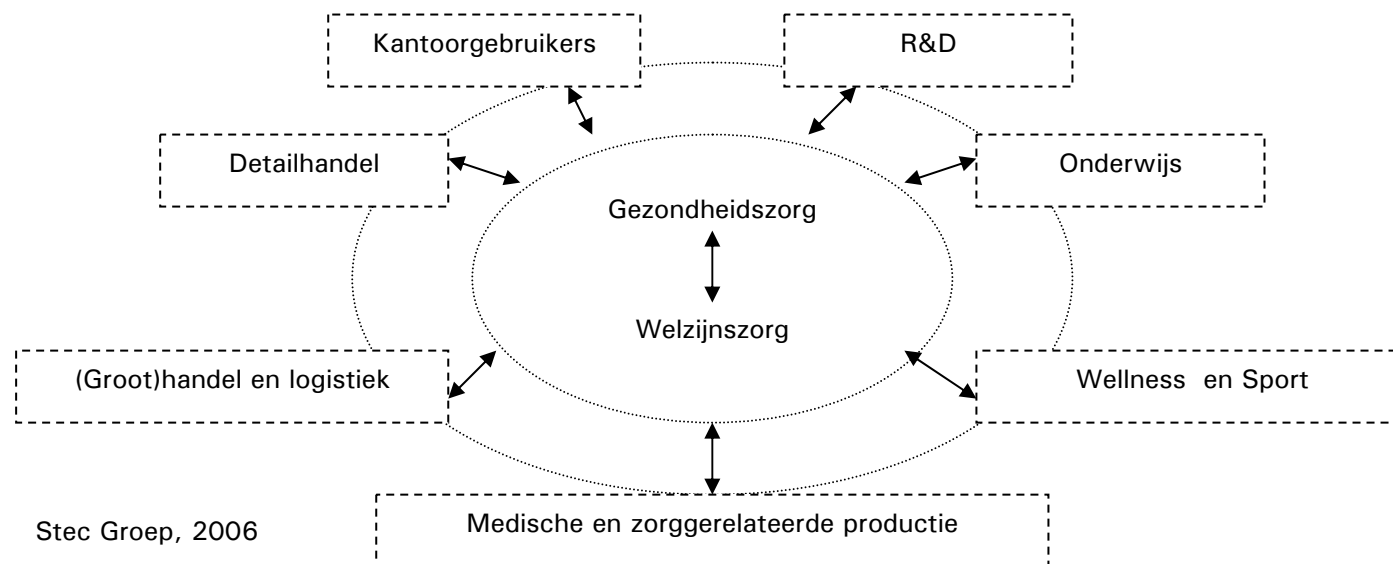 Kantoorgebruikers
R&D
Detailhandel
Onderwijs
Gezondheidszorg
Welzijnszorg
(Groot)handel en logistiek
Wellness en Sport
Medische en zorggerelateerde productie
Stec Groep, 2006